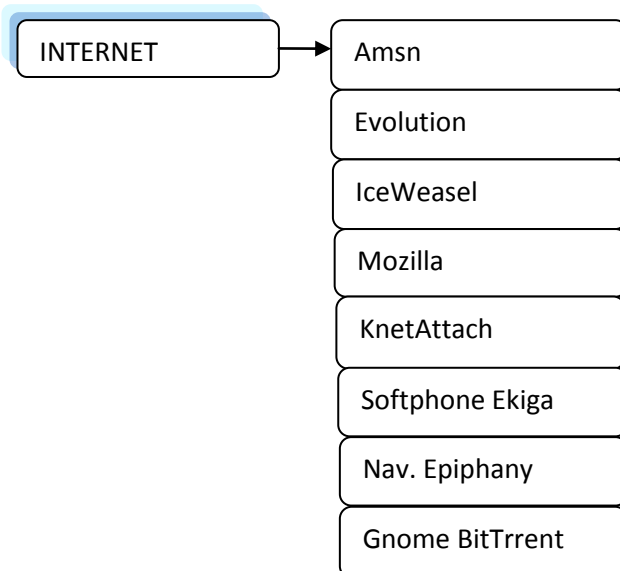 INTERNET
Amsn
Evolution
IceWeasel
Mozilla
KnetAttach
Softphone Ekiga
Nav. Epiphany
Gnome BitTrrent